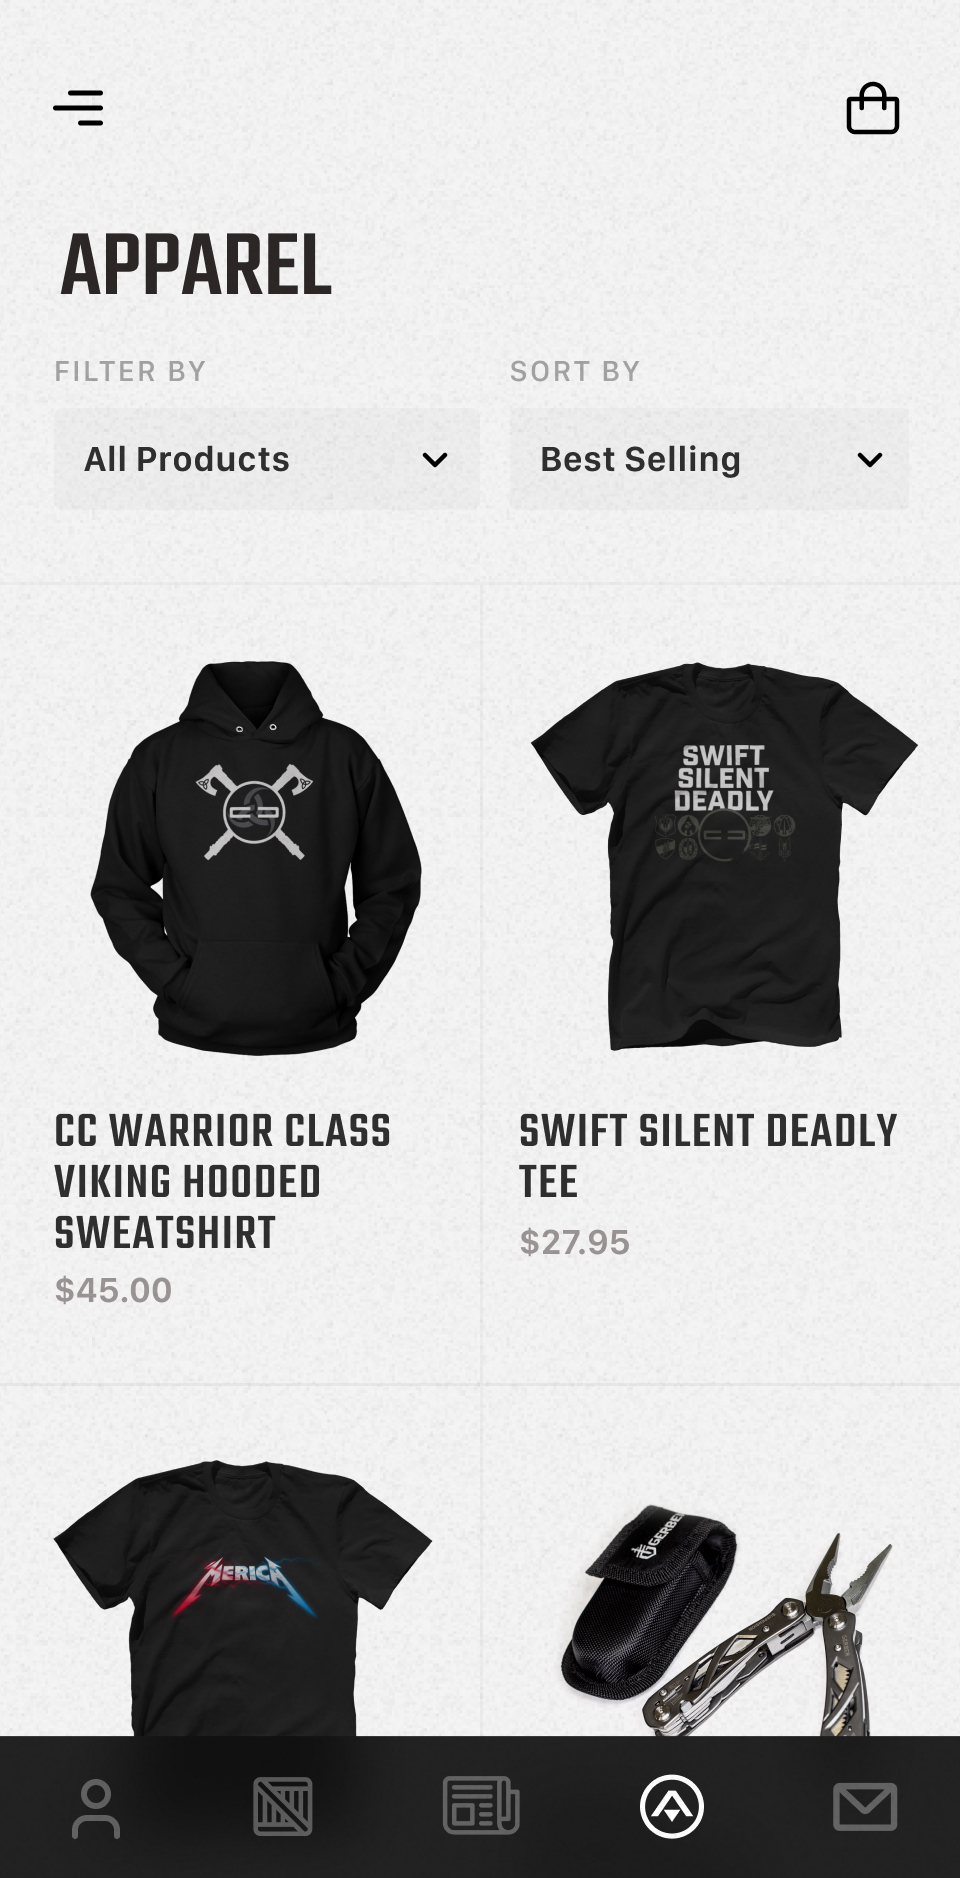 APPAREL
FILTER BY
SORT BY
All Products
Best Selling
SWIFT
SILENT
DEADLY
CC WARRIOR CLASS
VIKING HOODED
SWEATSHIRT
$45.00
SWIFT SILENT DEADLY
TEE
$27.95
MERICA
GERBE